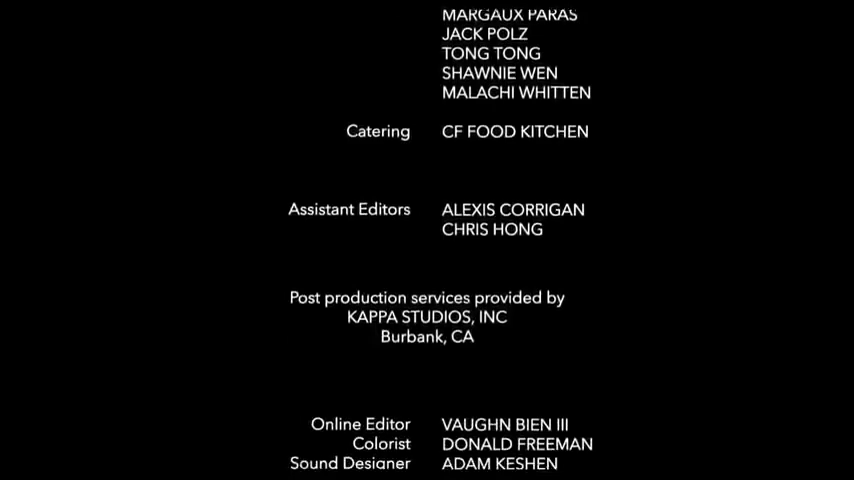 MARGAUX PARAS
JACK POLZ
TONG TONG
SHAWNIE WEN
MALACHI WHITTEN
Catering CF FOOD KITCHEN
Assistant Editors ALEXIS CORRIGAN
CHRIS HONG
Post production services provided by
KAPPA STUDIOS, INC
Burbank, CA
Online Editor VAUGHN BIEN III
Colorist DONALD FREEMAN
Sound Designer ADAM KESHEN